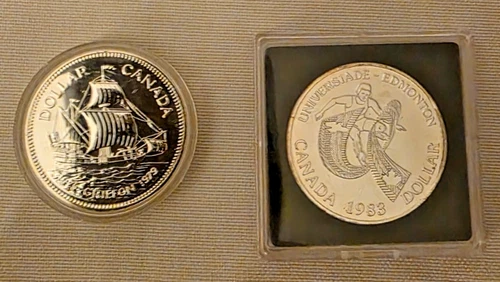 DOLLAR CANADA
GRIFFON 1979
UNIVERSIADE - EDMONTON
CANADA 1983 DOLLAR